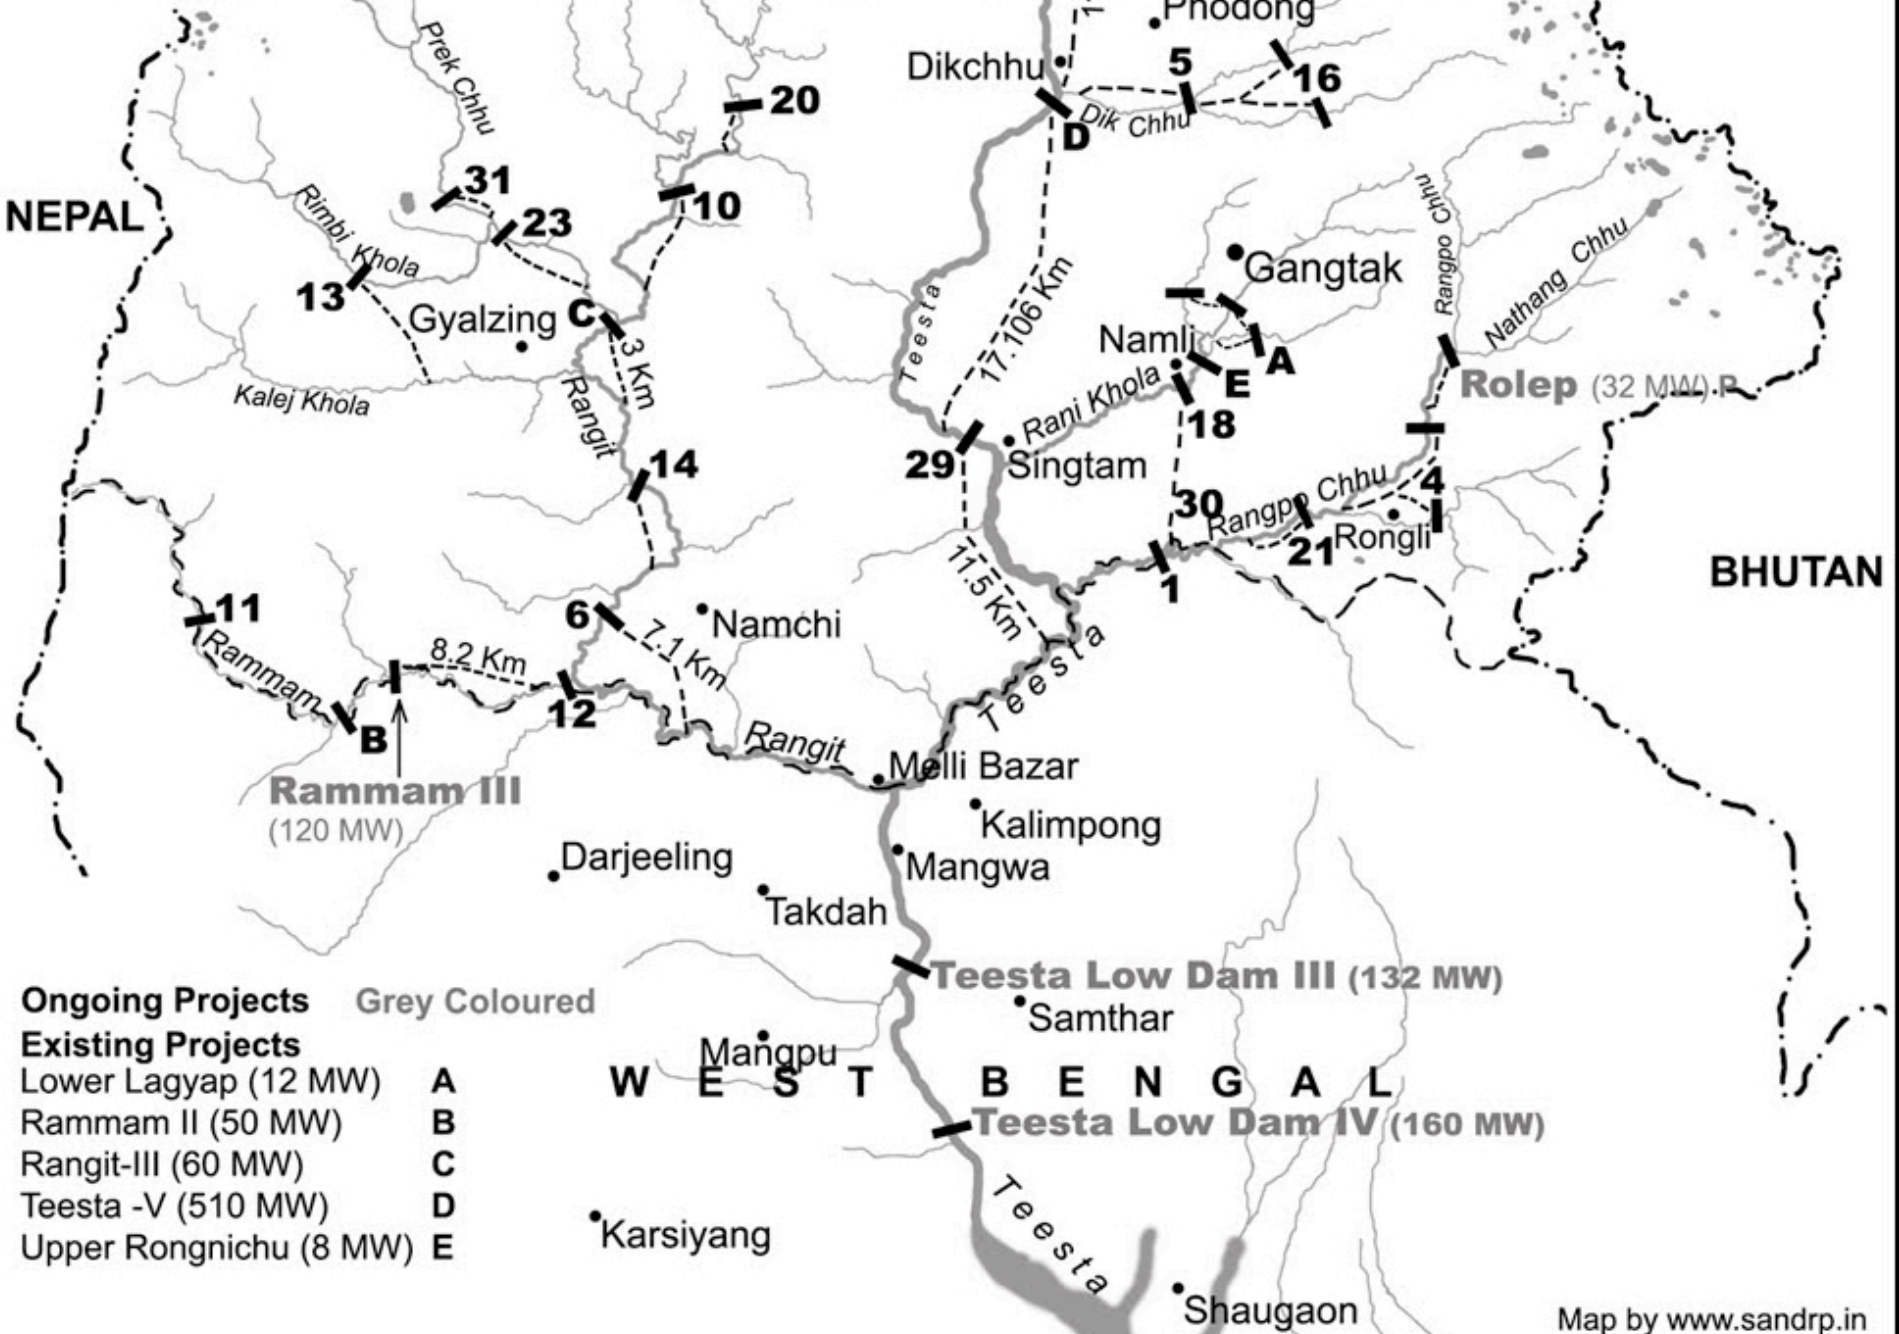 Phodong
Prek Chhu
Dikchhu
5
16
20
D
Dik Chhu
31
23
10
NEPAL
Rimbi Khola
13
Gyalzing
C
3 Km
Kalej Khola
Rangit
14
Teesta
17.106 Km
Gangtak
Namli
A
E
Rani Khola
18
29
Singtam
Rangpo Chhu
Nathang Chhu
Rolep (32 MW) P
4
30
Rangpo Chhu
21
Rongli
1
BHUTAN
11.5 Km
11
Rammam
B
8.2 Km
6
7.1 Km
Namchi
12
Teesta
Rangit
Melli Bazar
Rammam III
(120 MW)
Kalimpong
Mangwa
Darjeeling
Takdah
Teesta Low Dam III (132 MW)
Samthar
Mangpu
WEST BENGAL
Teesta Low Dam IV (160 MW)
Teesta
Karsiyang
Shaugaon
Ongoing Projects Grey Coloured
Existing Projects
Lower Lagyap (12 MW) A
Rammam II (50 MW) B
Rangit-III (60 MW) C
Teesta -V (510 MW) D
Upper Rongnichu (8 MW) E
Map by www.sandrp.in